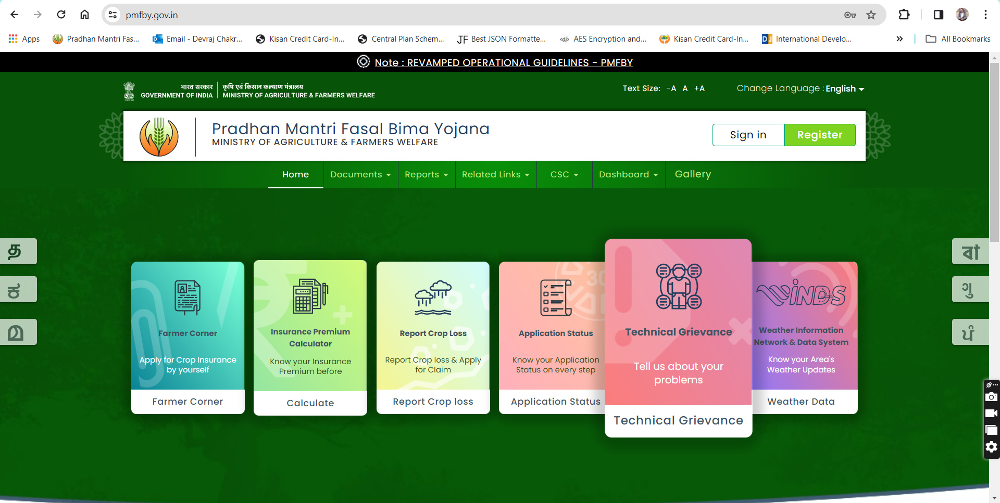 pmfby.gov.in
Apps
Pradhan Mantri Fas...
Email - Devraj Chakr...
Kisan Credit Card-In...
Central Plan Schem...
JF Best JSON Formatte...
AES Encryption and...
Kisan Credit Card-In...
DJ International Develo...
All Bookmarks
Note : REVAMPED OPERATIONAL GUIDELINES - PMFBY
भारत सरकार
GOVERNMENT OF INDIA
कृषि एवं किसान कल्याण मंत्रालय
MINISTRY OF AGRICULTURE & FARMERS WELFARE
Text Size: -A A +A
Change Language : English
Pradhan Mantri Fasal Bima Yojana
MINISTRY OF AGRICULTURE & FARMERS WELFARE
Sign in
Register
Home
Documents
Reports
Related Links
CSC
Dashboard
Gallery
த
ಕ
മ
বা
ગુ
ਪੰ
Farmer Corner
Apply for Crop Insurance
by yourself
Farmer Corner
Insurance Premium
Calculator
Know your Insurance
Premium before
Calculate
Report Crop Loss
Report Crop loss & Apply
for Claim
Report Crop loss
30
Application Status
Know your Application
Status on every step
Application Status
Technical Grievance
Tell us about your
problems
Technical Grievance
WINDS
Weather Information
Network & Data System
Know your Area's
Weather Updates
Weather Data